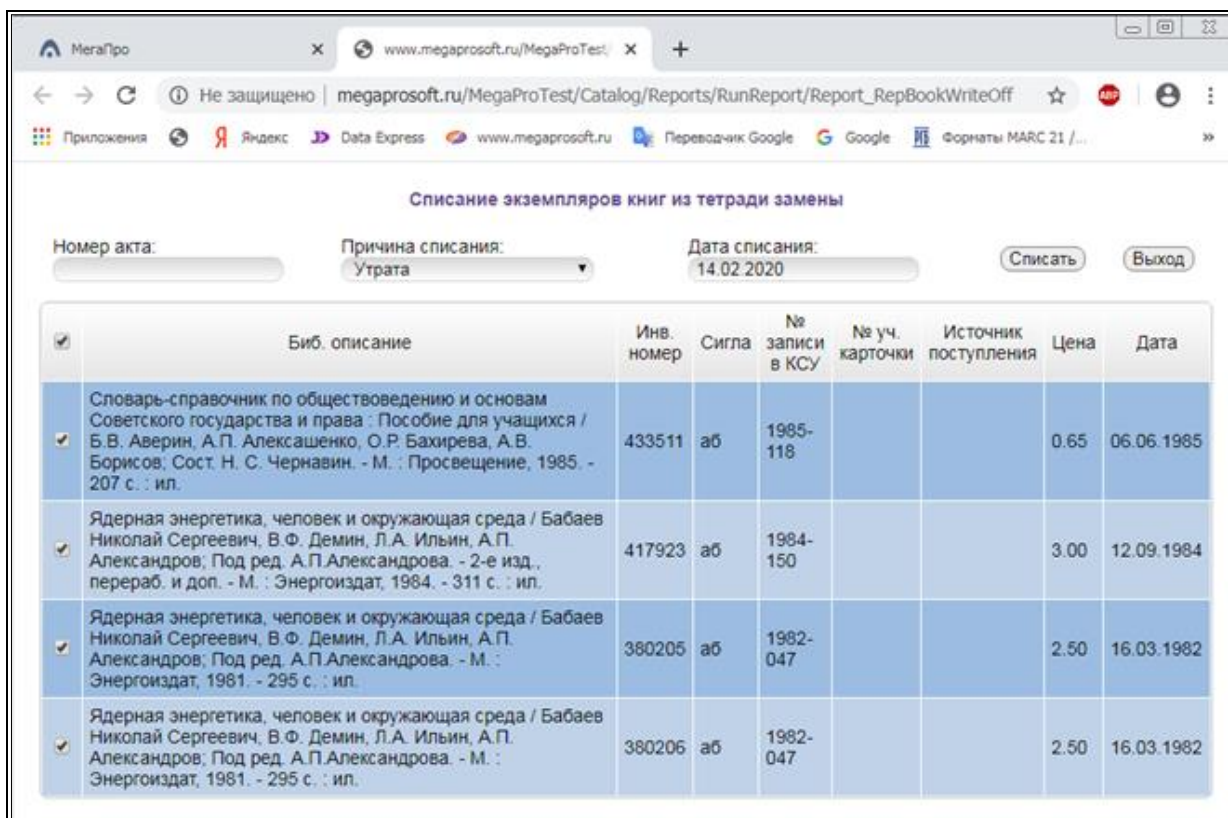 МегаПро
www.megaprosoft.ru/MegaProTest/
Не защищено | megaprosoft.ru/MegaProTest/Catalog/Reports/RunReport/Report_RepBookWriteOff
ABP
Приложения Яндекс Data Express www.megaprosoft.ru Переводчик Google Google Форматы MARC 21 /... »
Списание экземпляров книг из тетради замены
Номер акта: Причина списания: Дата списания:
Утрата 14.02.2020 Списать Выход
Биб. описание Инв. номер Сигла № записи в КСУ № уч. карточки Источник поступления Цена Дата
Словарь-справочник по обществоведению и основам
Советского государства и права : Пособие для учащихся /
Б.В. Аверин, А.П. Алексашенко, О.Р. Бахирева, А.В.
Борисов; Сост. Н. С. Чернавин. - М. : Просвещение, 1985. -
207 с. : ил.
433511 аб 1985-118 0.65 06.06.1985
Ядерная энергетика, человек и окружающая среда / Бабаев
Николай Сергеевич, В.Ф. Демин, Л.А. Ильин, А.П.
Александров; Под ред. А.П.Александрова. - 2-е изд.,
перераб. и доп. - М. : Энергоиздат, 1984. - 311 с. : ил.
417923 аб 1984-150 3.00 12.09.1984
Ядерная энергетика, человек и окружающая среда / Бабаев
Николай Сергеевич, В.Ф. Демин, Л.А. Ильин, А.П.
Александров; Под ред. А.П.Александрова. - М. :
Энергоиздат, 1981. - 295 с. : ил.
380205 аб 1982-047 2.50 16.03.1982
Ядерная энергетика, человек и окружающая среда / Бабаев
Николай Сергеевич, В.Ф. Демин, Л.А. Ильин, А.П.
Александров; Под ред. А.П.Александрова. - М. :
Энергоиздат, 1981. - 295 с. : ил.
380206 аб 1982-047 2.50 16.03.1982